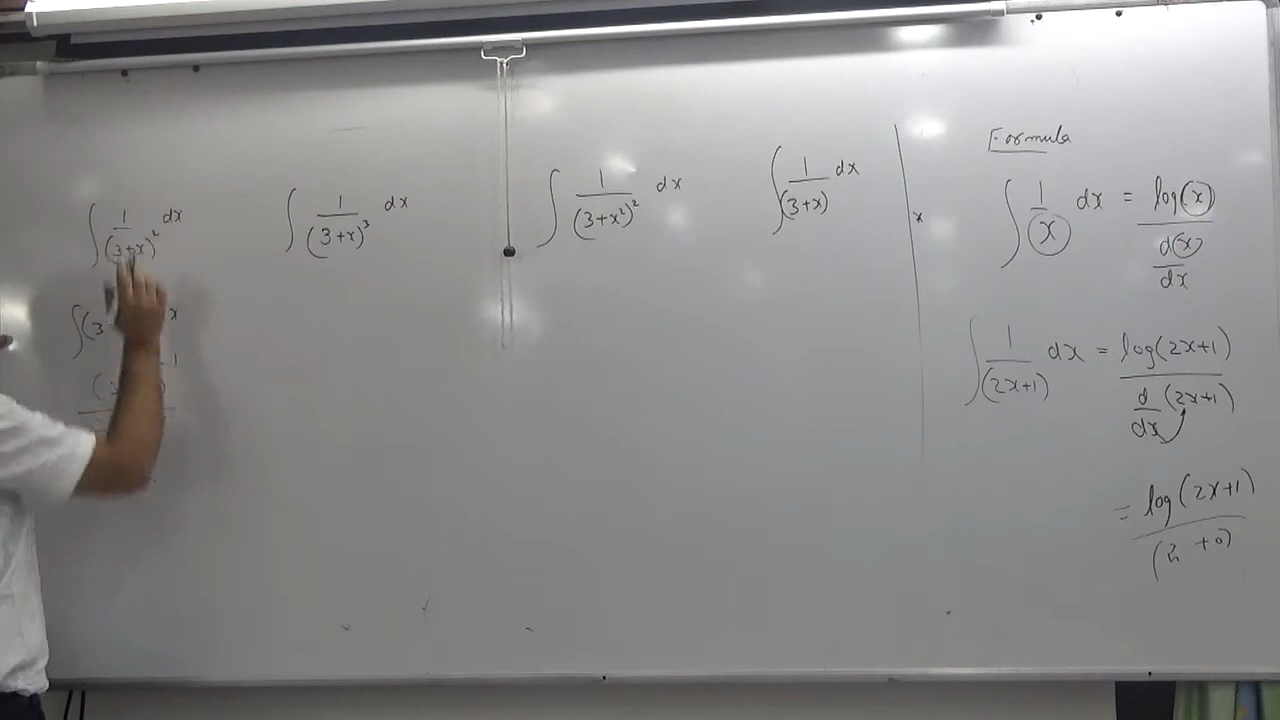 ∫ 1/(3+x)² dx
∫ (3
∫ 1/(3+x)³ dx
∫ 1/(3+x²)² dx
∫ 1/(3+x) dx
Formula
∫ 1/x dx = log(x) / d(x)/dx
∫ 1/(2x+1) dx = log(2x+1) / d/dx (2x+1)
= log(2x+1) / (2+0)